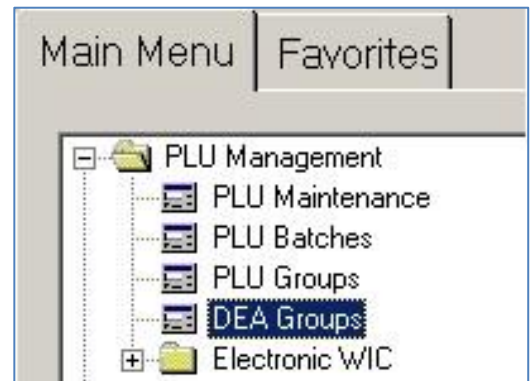 Main Menu Favorites
PLU Management
PLU Maintenance
PLU Batches
PLU Groups
DEA Groups
Electronic WIC